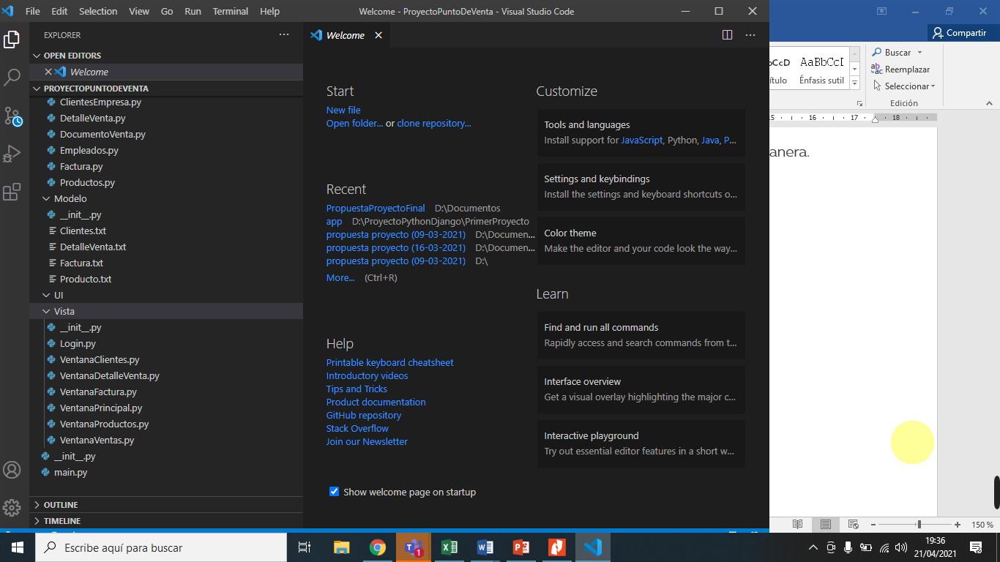 File Edit Selection View Go Run Terminal Help
Welcome - ProyectoPuntoDeVenta - Visual Studio Code
EXPLORER
OPEN EDITORS
Welcome
PROYECTOPUNTODEVENTA
ClientesEmpresa.py
DetalleVenta.py
DocumentoVenta.py
Empleados.py
Factura.py
Productos.py
Modelo
__init__.py
Clientes.txt
DetalleVenta.txt
Factura.txt
Producto.txt
UI
Vista
__init__.py
Login.py
VentanaClientes.py
VentanaDetalleVenta.py
VentanaFactura.py
VentanaPrincipal.py
VentanaProductos.py
VentanaVentas.py
__init__.py
main.py
OUTLINE
TIMELINE
Welcome
Start
New file
Open folder... or clone repository...
Recent
PropuestaProyectoFinal D:\Documentos
app D:\ProyectoPythonDjango\PrimerProyecto
propuesta proyecto (09-03-2021) D:\Documen...
propuesta proyecto (16-03-2021) D:\Documen...
propuesta proyecto (09-03-2021) D:\
More... (Ctrl+R)
Help
Printable keyboard cheatsheet
Introductory videos
Tips and Tricks
Product documentation
GitHub repository
Stack Overflow
Join our Newsletter
Show welcome page on startup
Customize
Tools and languages
Install support for JavaScript, Python, Java, P...
Settings and keybindings
Install the settings and keyboard shortcuts o...
Color theme
Make the editor and your code look the way...
Learn
Find and run all commands
Rapidly access and search commands from t...
Interface overview
Get a visual overlay highlighting the major c...
Interactive playground
Try out essential editor features in a short w...
Compartir
AaBbCcI
ítulo Énfasis sutil
Buscar
Reemplazar
Seleccionar
Edición
16 17 18
anera.
150 %
Escribe aquí para buscar
1
19:36
21/04/2021